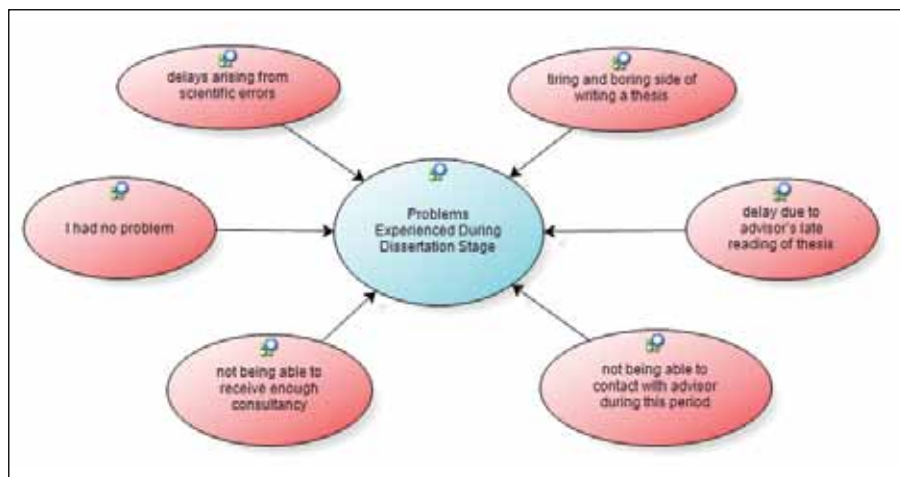 delays arising from
scientific errors
tiring and boring side of
writing a thesis
I had no problem
Problems
Experienced During
Dissertation Stage
delay due to
advisor's late
reading of thesis
not being able to
receive enough
consultancy
not being able to
contact with advisor
during this period